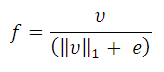 f = υ / (‖υ‖₁ + e)